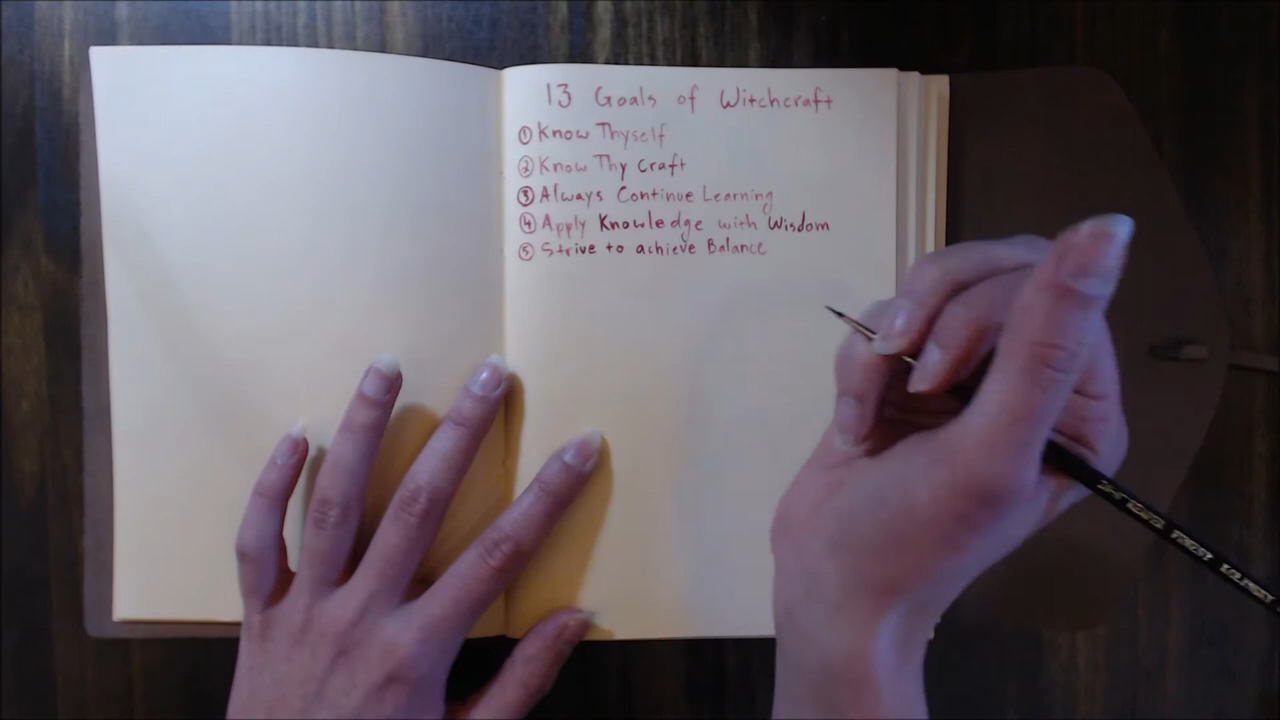 13 Goals of Witchcraft
① Know Thyself
② Know Thy Craft
③ Always Continue Learning
④ Apply Knowledge with Wisdom
⑤ Strive to achieve Balance